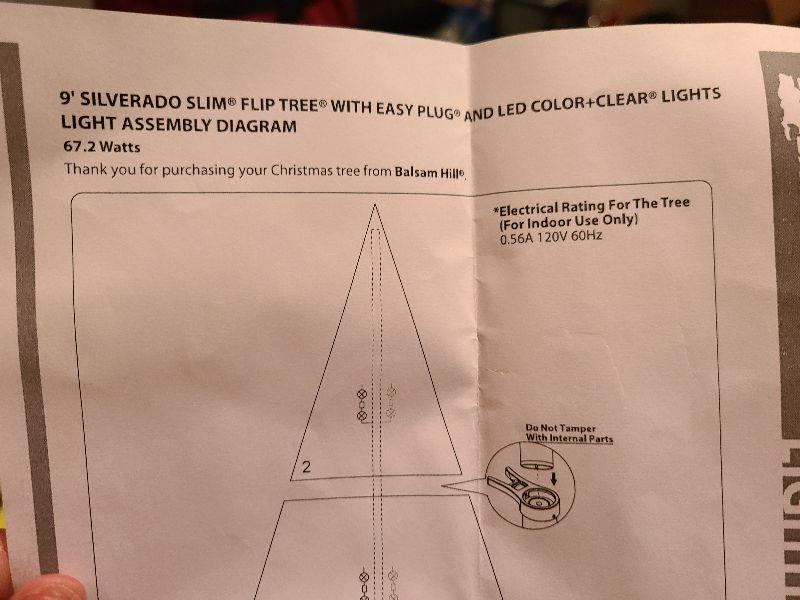 9' SILVERADO SLIM® FLIP TREE® WITH EASY PLUG® AND LED COLOR+CLEAR® LIGHTS
LIGHT ASSEMBLY DIAGRAM
67.2 Watts
Thank you for purchasing your Christmas tree from Balsam Hill®.
*Electrical Rating For The Tree
(For Indoor Use Only)
0.56A 120V 60Hz
Do Not Tamper
With Internal Parts
2